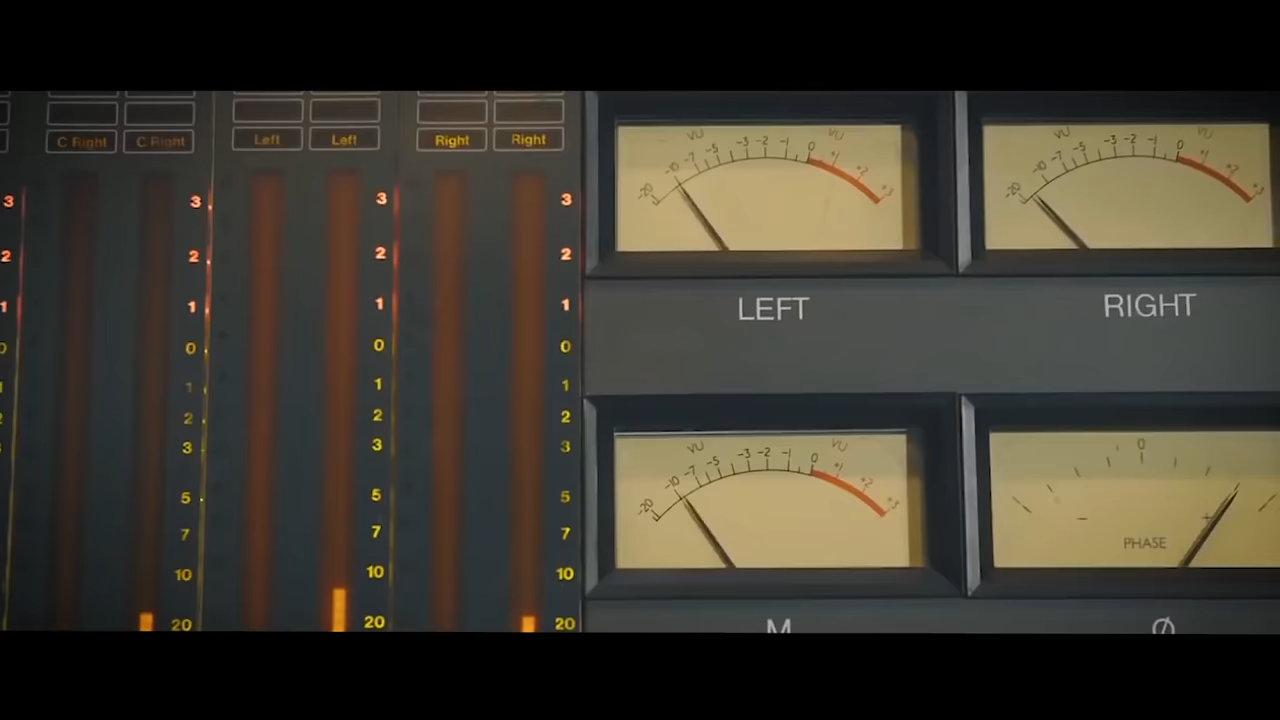 C Right C Right Left Left Right Right
3 3 3 3
2 2 2 2
1 1 1 1
0 0 0 0
1 1 1 1
2 2 2 2
3 3 3 3
5 5 5
7 7 7
10 10 10
20 20 20
VU VU
-20 -10 -7 -5 -3 -2 -1 0 +1 +2 +3
LEFT
VU VU
-20 -10 -7 -5 -3 -2 -1 0 +1 +2 +3
RIGHT
VU VU
-20 -10 -7 -5 -3 -2 -1 0 +1 +2 +3
M
0
- +
PHASE
Ø